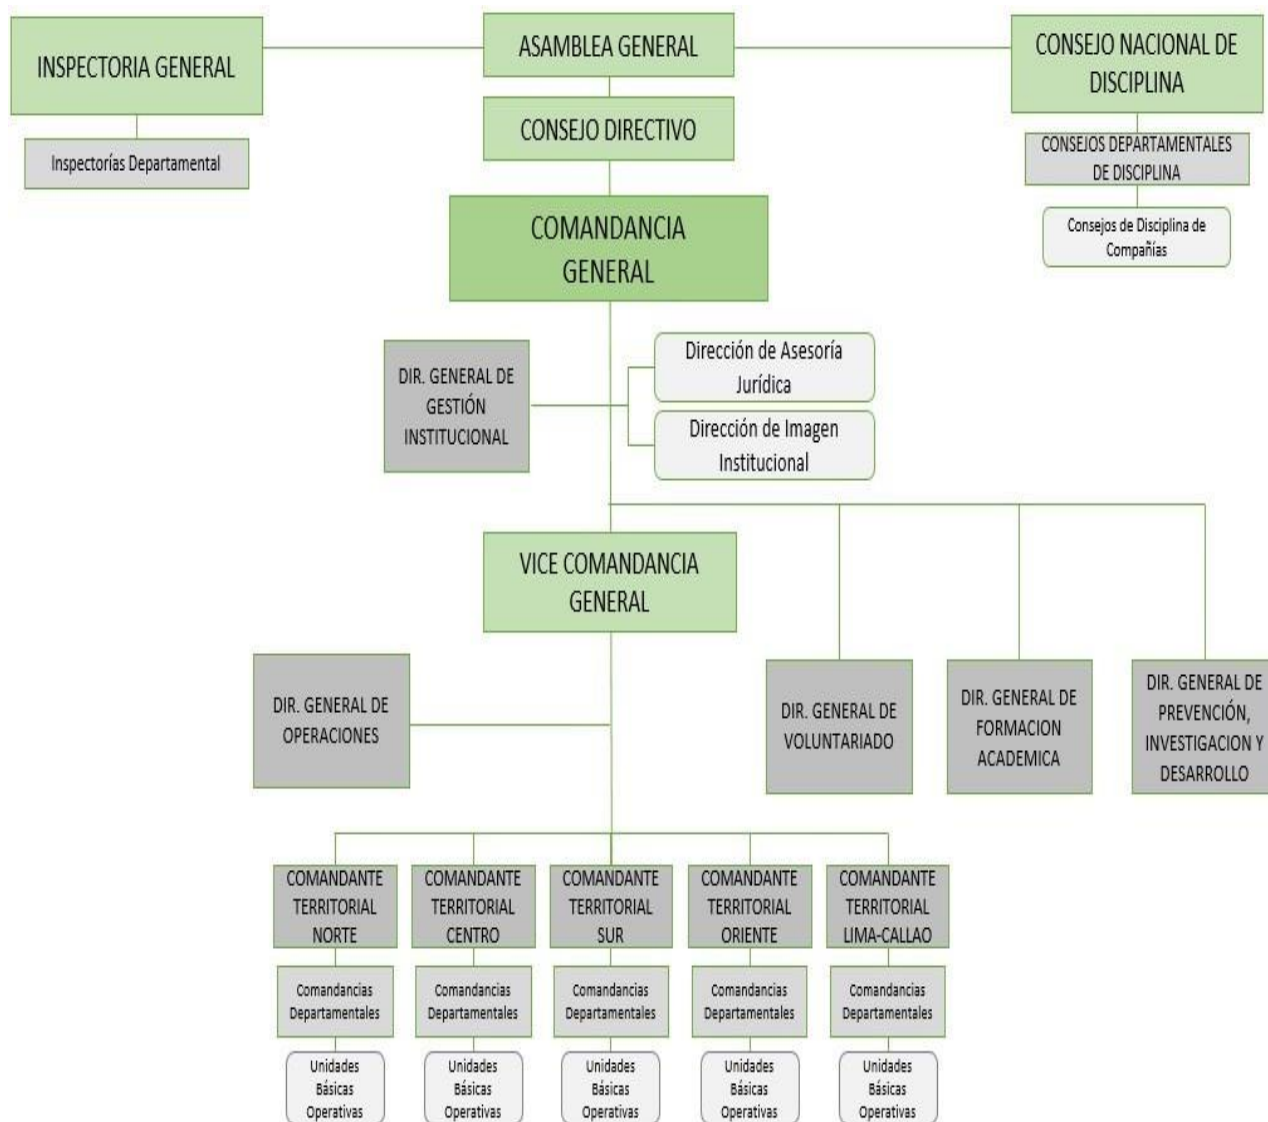 INSPECTORIA GENERAL
ASAMBLEA GENERAL
CONSEJO NACIONAL DE
DISCIPLINA
CONSEJO DIRECTIVO
Inspectorías Departamental
CONSEJOS DEPARTAMENTALES
DE DISCIPLINA
Consejos de Disciplina de
Compañías
COMANDANCIA
GENERAL
DIR. GENERAL DE
GESTIÓN
INSTITUCIONAL
Dirección de Asesoría
Jurídica
Dirección de Imagen
Institucional
VICE COMANDANCIA
GENERAL
DIR. GENERAL DE
OPERACIONES
DIR. GENERAL DE
VOLUNTARIADO
DIR. GENERAL DE
FORMACION
ACADEMICA
DIR. GENERAL DE
PREVENCIÓN,
INVESTIGACION Y
DESARROLLO
COMANDANTE
TERRITORIAL
NORTE
COMANDANTE
TERRITORIAL
CENTRO
COMANDANTE
TERRITORIAL
SUR
COMANDANTE
TERRITORIAL
ORIENTE
COMANDANTE
TERRITORIAL
LIMA-CALLAO
Comandancias
Departamentales
Comandancias
Departamentales
Comandancias
Departamentales
Comandancias
Departamentales
Comandancias
Departamentales
Unidades
Básicas
Operativas
Unidades
Básicas
Operativas
Unidades
Básicas
Operativas
Unidades
Básicas
Operativas
Unidades
Básicas
Operativas